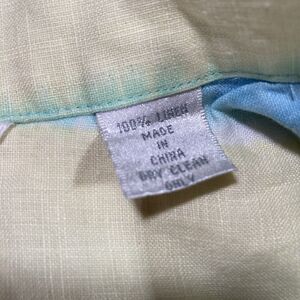 100% LINEN
MADE
IN
CHINA
DRY CLEAN
ONLY